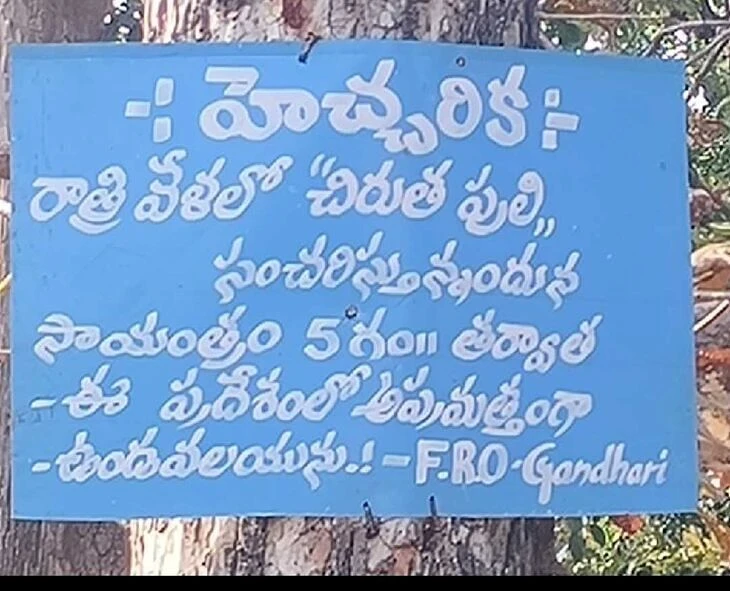 -: హెచ్చరిక :-
రాత్రి వేళలో "చిరుత పులి"
సంచరిస్తున్నందున
సాయంత్రం 5 గం॥ తర్వాత
- ఈ ప్రదేశంలో అప్రమత్తంగా
- ఉండవలయును.! - F.R.O - Gandhari